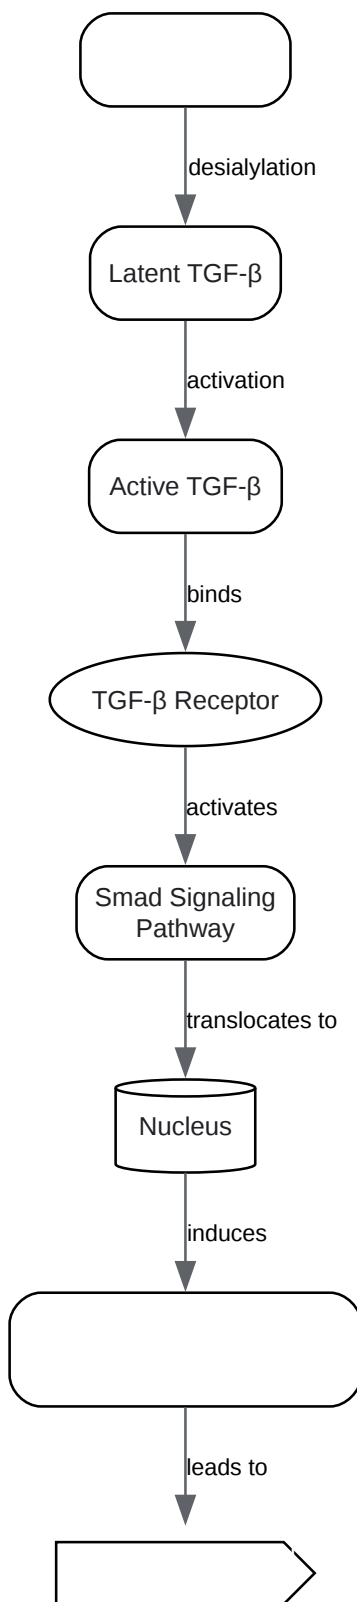 desialylation
Latent TGF-β
activation
Active TGF-β
binds
TGF-β Receptor
activates
Smad Signaling
Pathway
translocates to
Nucleus
induces
leads to